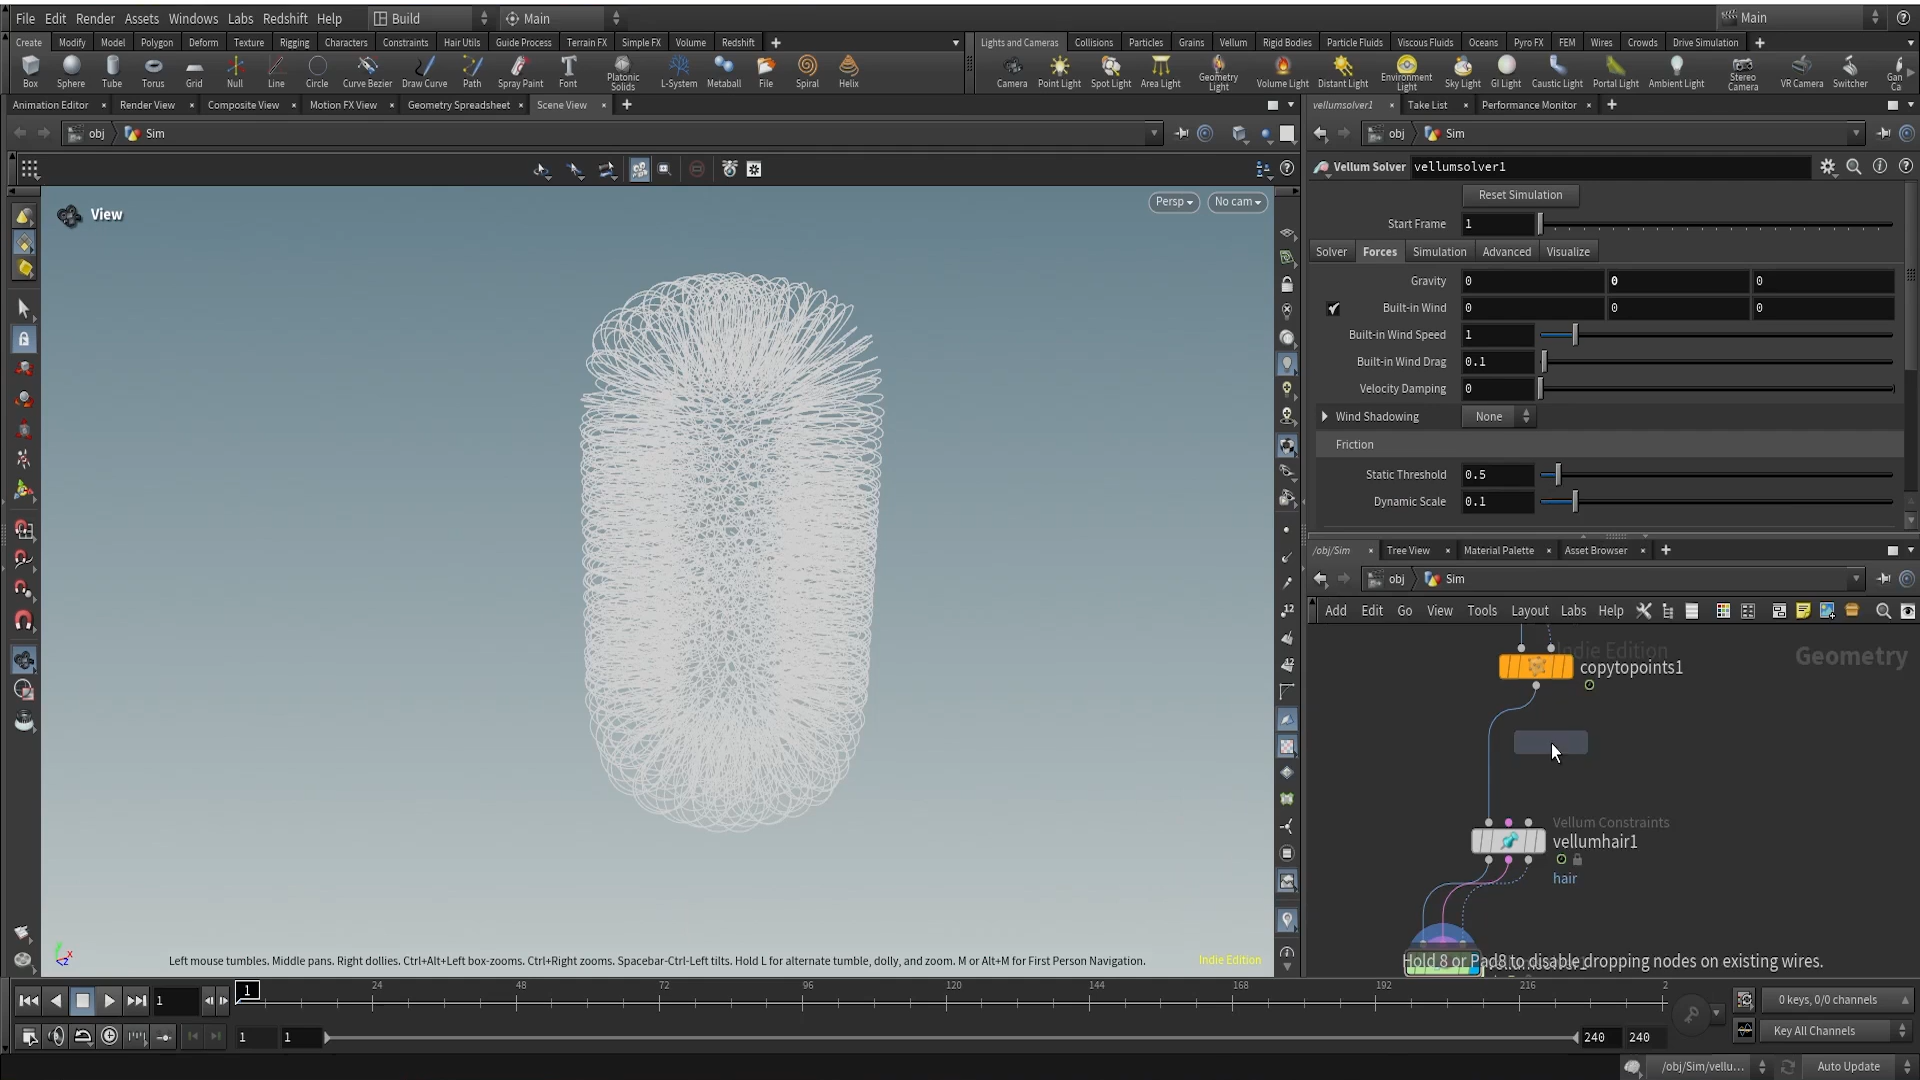 File Edit Render Assets Windows Labs Redshift Help Build Main Main
Create Modify Model Polygon Deform Texture Rigging Characters Constraints Hair Utils Guide Process Terrain FX Simple FX Volume Redshift
Lights and Cameras Collisions Particles Grains Vellum Rigid Bodies Particle Fluids Viscous Fluids Oceans Pyro FX FEM Wires Crowds Drive Simulation
Box Sphere Tube Torus Grid Null Line Circle Curve Bezier Draw Curve Path Spray Paint Font Platonic Solids L-System Metaball File Spiral Helix
Camera Point Light Spot Light Area Light Geometry Light Volume Light Distant Light Environment Light Sky Light GI Light Caustic Light Portal Light Ambient Light Stereo Camera VR Camera Switcher Gan Ca
Animation Editor Render View Composite View Motion FX View Geometry Spreadsheet Scene View
vellumsolver1 Take List Performance Monitor
obj Sim
obj Sim
Vellum Solver vellumsolver1
Reset Simulation
View Persp No cam
Start Frame 1
Solver Forces Simulation Advanced Visualize
Gravity 0 0 0
Built-in Wind 0 0 0
Built-in Wind Speed 1
Built-in Wind Drag 0.1
Velocity Damping 0
Wind Shadowing None
Friction
Static Threshold 0.5
Dynamic Scale 0.1
/obj/Sim Tree View Material Palette Asset Browser
obj Sim
Add Edit Go View Tools Layout Labs Help
Indie Edition
Geometry
copytopoints1
Vellum Constraints
vellumhair1
hair
Hold 8 or Pad8 to disable dropping nodes on existing wires.
12
12
Left mouse tumbles. Middle pans. Right dollies. Ctrl+Alt+Left box-zooms. Ctrl+Right zooms. Spacebar-Ctrl-Left tilts. Hold L for alternate tumble, dolly, and zoom. M or Alt+M for First Person Navigation.
Indie Edition
z x
1 1 24 48 72 96 120 144 168 192 216 2
0 keys, 0/0 channels
1 1 240 240
Key All Channels
/obj/Sim/vellu... Auto Update